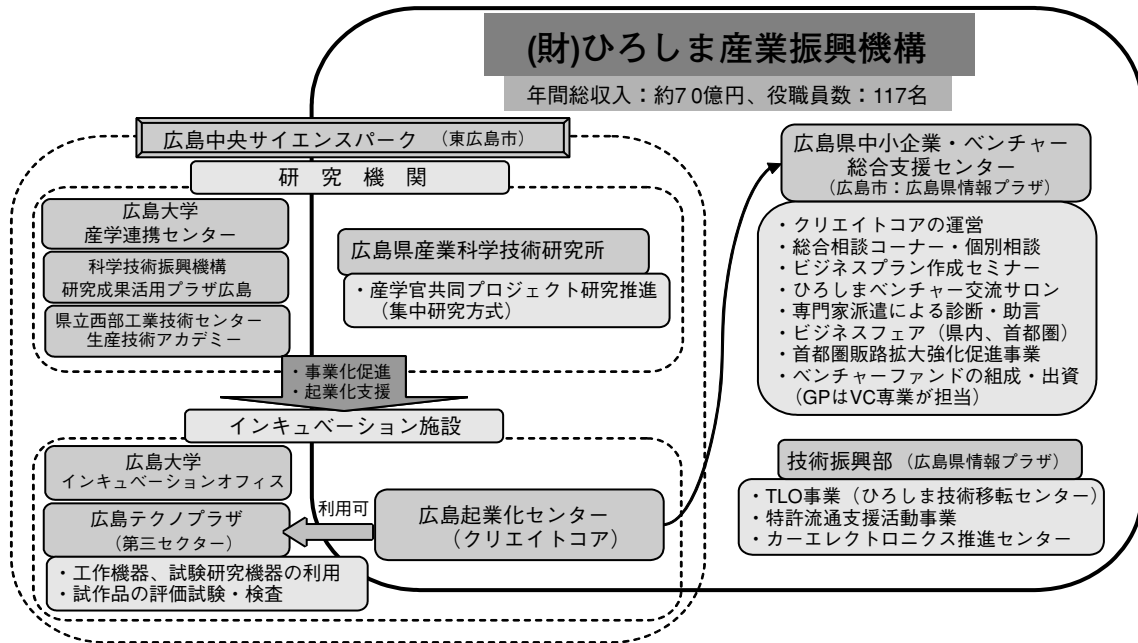 (財)ひろしま産業振興機構
年間総収入：約70億円、役職員数：117名
広島中央サイエンスパーク （東広島市）
研 究 機 関
広島大学
産学連携センター
科学技術振興機構
研究成果活用プラザ広島
県立西部工業技術センター
生産技術アカデミー
広島県産業科学技術研究所
・産学官共同プロジェクト研究推進
（集中研究方式）
・事業化促進
・起業化支援
インキュベーション施設
広島大学
インキュベーションオフィス
広島テクノプラザ
（第三セクター）
・工作機器、試験研究機器の利用
・試作品の評価試験・検査
利用可
広島起業化センター
（クリエイトコア）
広島県中小企業・ベンチャー
総合支援センター
（広島市：広島県情報プラザ）
・クリエイトコアの運営
・総合相談コーナー・個別相談
・ビジネスプラン作成セミナー
・ひろしまベンチャー交流サロン
・専門家派遣による診断・助言
・ビジネスフェア（県内、首都圏）
・首都圏販路拡大強化促進事業
・ベンチャーファンドの組成・出資
（GPはVC専業が担当）
技術振興部 （広島県情報プラザ）
・TLO事業（ひろしま技術移転センター）
・特許流通支援活動事業
・カーエレクトロニクス推進センター